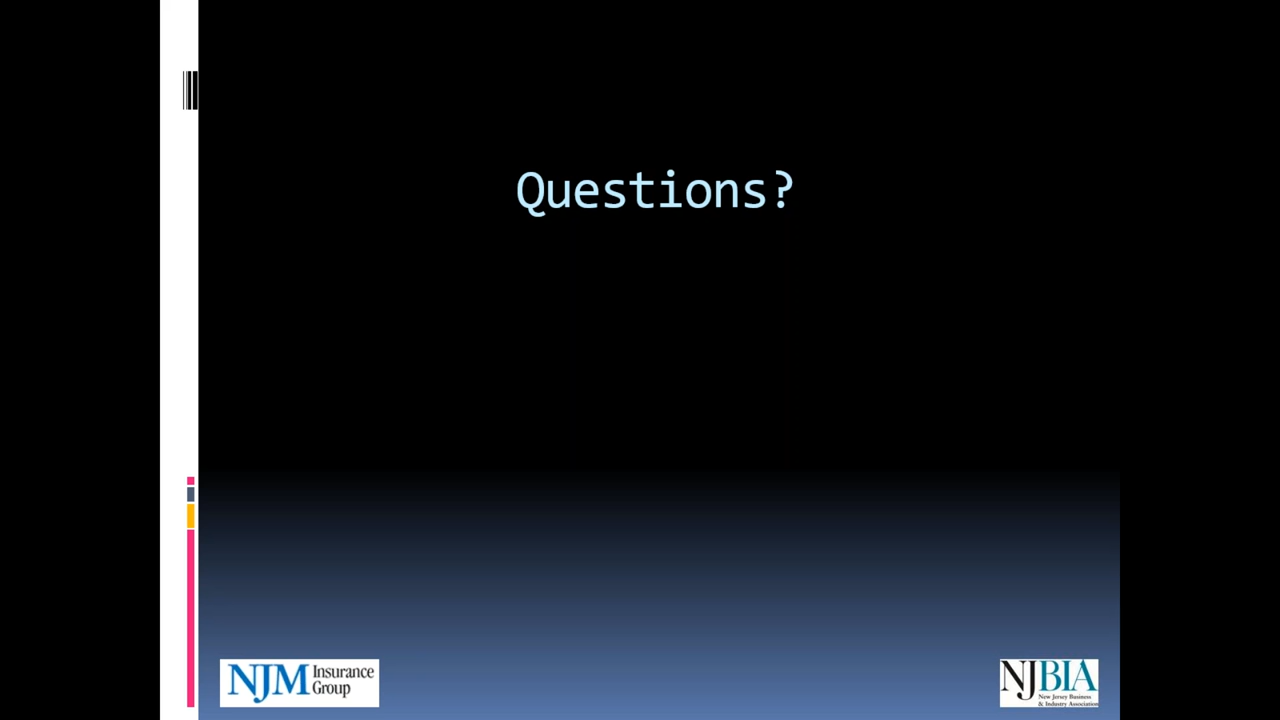 Questions?
NJM Insurance
Group
NJBIA
New Jersey Business
& Industry Association